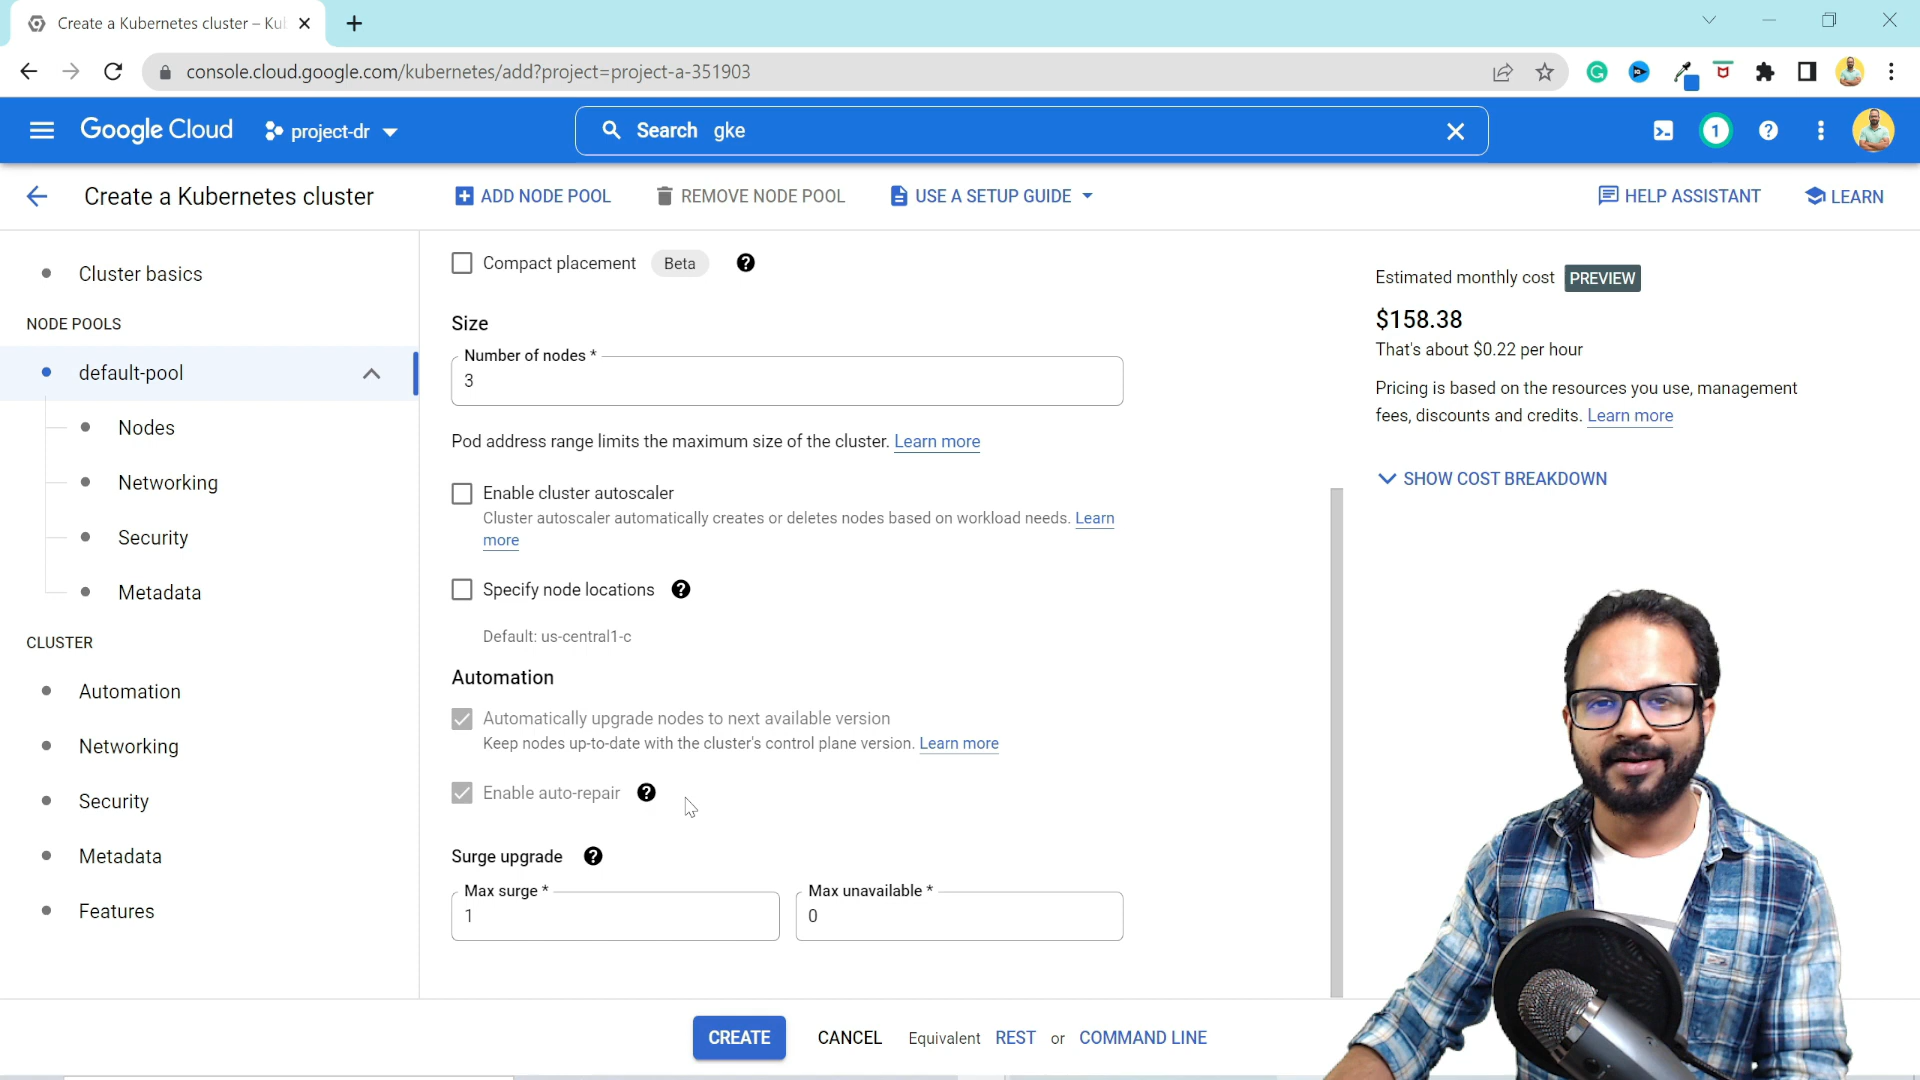 Create a Kubernetes cluster – Ku
console.cloud.google.com/kubernetes/add?project=project-a-351903
Google Cloud
project-dr
Search gke
1
Create a Kubernetes cluster
ADD NODE POOL
REMOVE NODE POOL
USE A SETUP GUIDE
HELP ASSISTANT
LEARN
Cluster basics
NODE POOLS
default-pool
Nodes
Networking
Security
Metadata
CLUSTER
Automation
Networking
Security
Metadata
Features
Compact placement Beta
Size
Number of nodes *
3
Pod address range limits the maximum size of the cluster. Learn more
Enable cluster autoscaler
Cluster autoscaler automatically creates or deletes nodes based on workload needs. Learn
more
Specify node locations
Default: us-central1-c
Automation
Automatically upgrade nodes to next available version
Keep nodes up-to-date with the cluster's control plane version. Learn more
Enable auto-repair
Surge upgrade
Max surge *
1
Max unavailable *
0
Estimated monthly cost PREVIEW
$158.38
That's about $0.22 per hour
Pricing is based on the resources you use, management
fees, discounts and credits. Learn more
SHOW COST BREAKDOWN
CREATE
CANCEL
Equivalent REST or COMMAND LINE